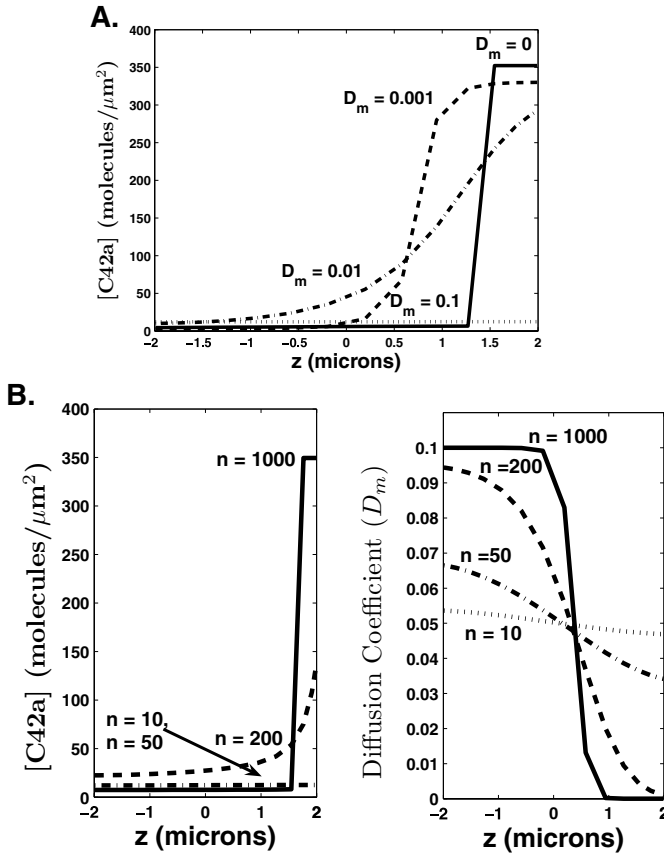 A.
D_m = 0
D_m = 0.001
D_m = 0.01
D_m = 0.1
[C42a] (molecules/μm²)
400
350
300
250
200
150
100
50
0
−2 −1.5 −1 −0.5 0 0.5 1 1.5 2
z (microns)
B.
n = 1000
n = 10,
n = 50
n = 200
[C42a] (molecules/μm²)
400
350
300
250
200
150
100
50
0
−2 −1 0 1 2
z (microns)
n = 1000
n =200
n =50
n = 10
Diffusion Coefficient (D_m)
0.1
0.09
0.08
0.07
0.06
0.05
0.04
0.03
0.02
0.01
0
−2 −1 0 1 2
z (microns)